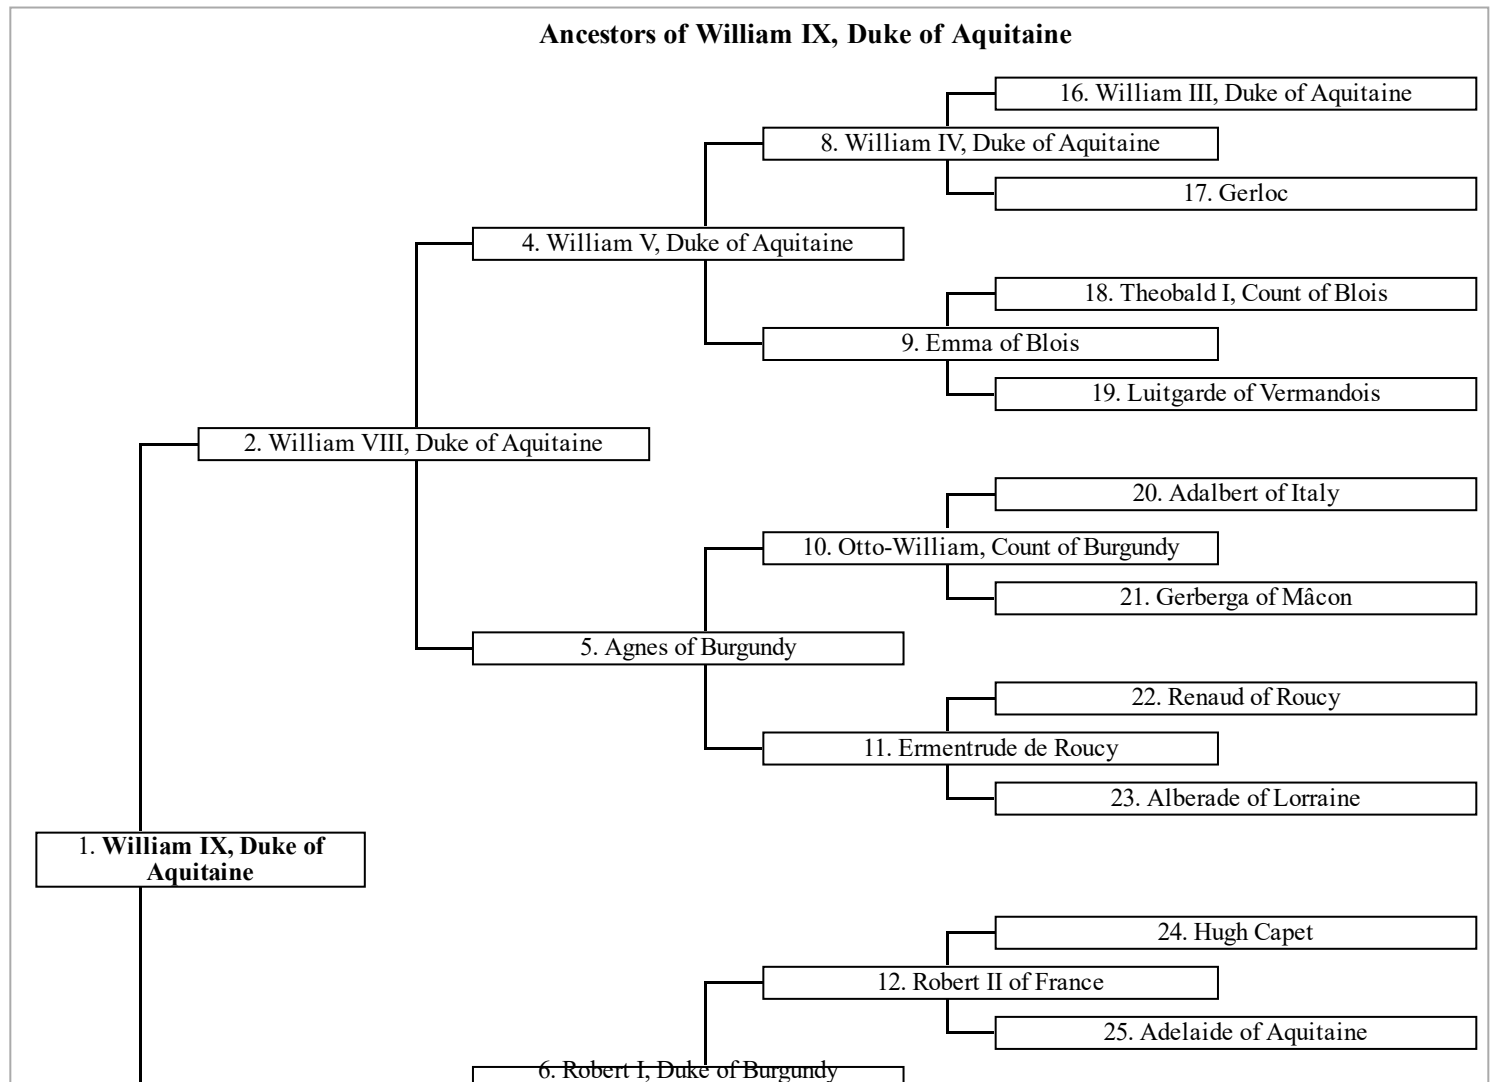 Ancestors of William IX, Duke of Aquitaine
16. William III, Duke of Aquitaine
8. William IV, Duke of Aquitaine
17. Gerloc
4. William V, Duke of Aquitaine
18. Theobald I, Count of Blois
9. Emma of Blois
19. Luitgarde of Vermandois
2. William VIII, Duke of Aquitaine
20. Adalbert of Italy
10. Otto-William, Count of Burgundy
21. Gerberga of Mâcon
5. Agnes of Burgundy
22. Renaud of Roucy
11. Ermentrude de Roucy
23. Alberade of Lorraine
1. William IX, Duke of
Aquitaine
24. Hugh Capet
12. Robert II of France
25. Adelaide of Aquitaine
6. Robert I, Duke of Burgundy